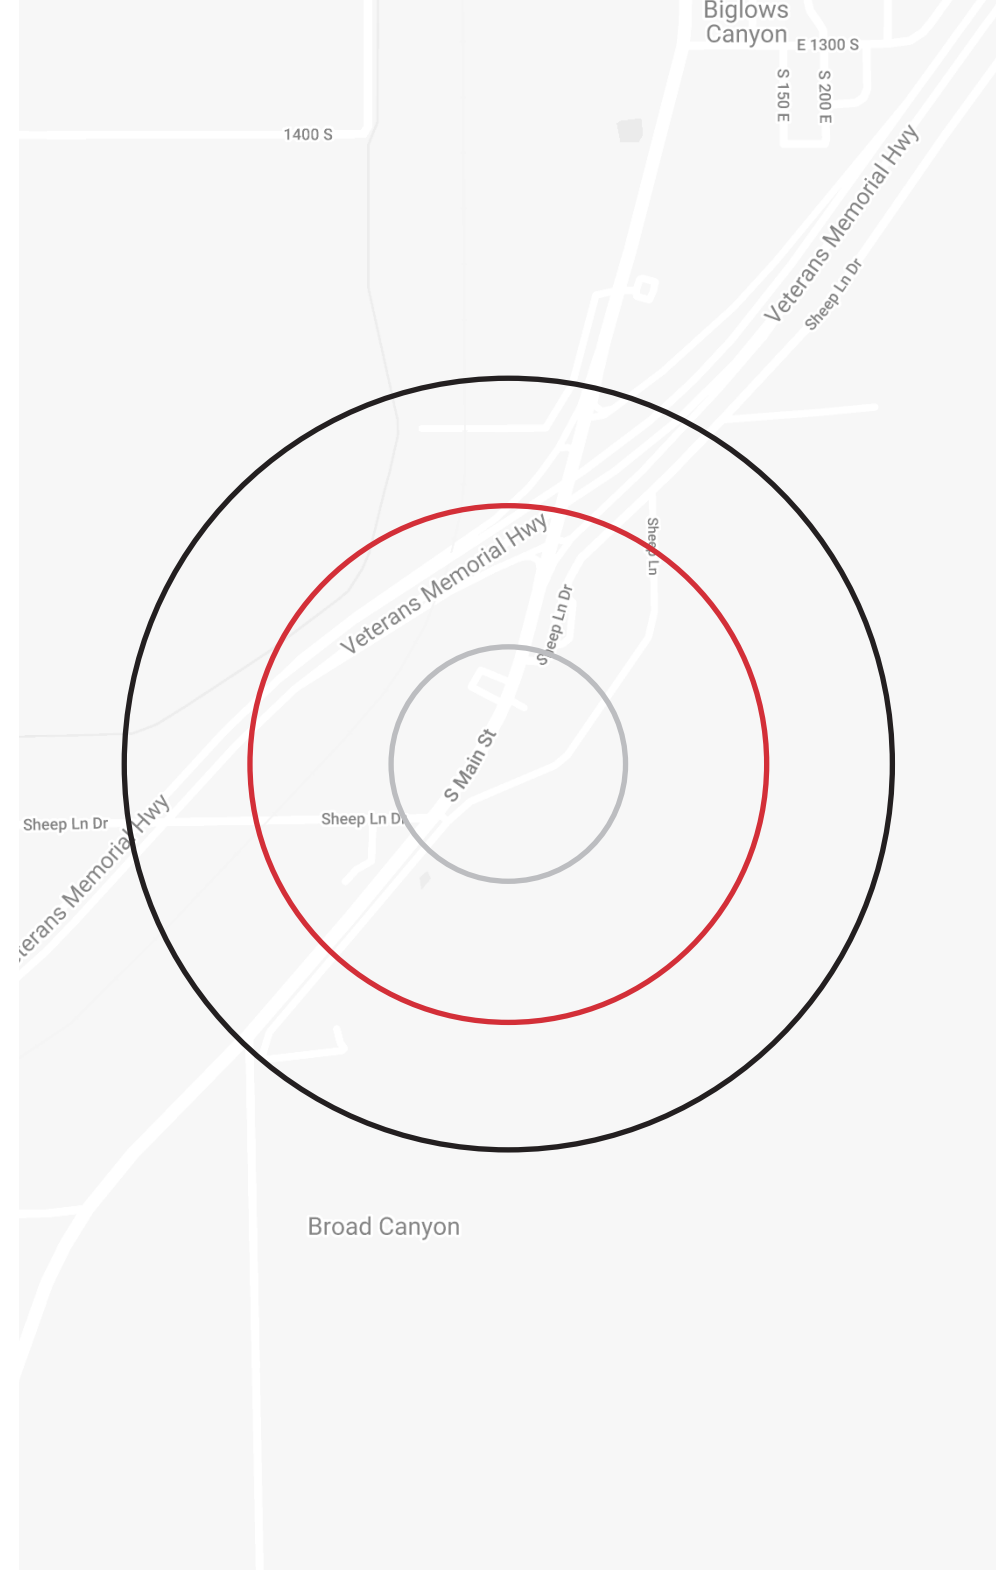 Biglows
Canyon
E 1300 S
S 150 E
S 200 E
1400 S
Veterans Memorial Hwy
Sheep Ln Dr
Veterans Memorial Hwy
Sheep Ln
Sheep Ln Dr
S Main St
Sheep Ln Dr
Sheep Ln Dr
terans Memorial Hwy
Broad Canyon